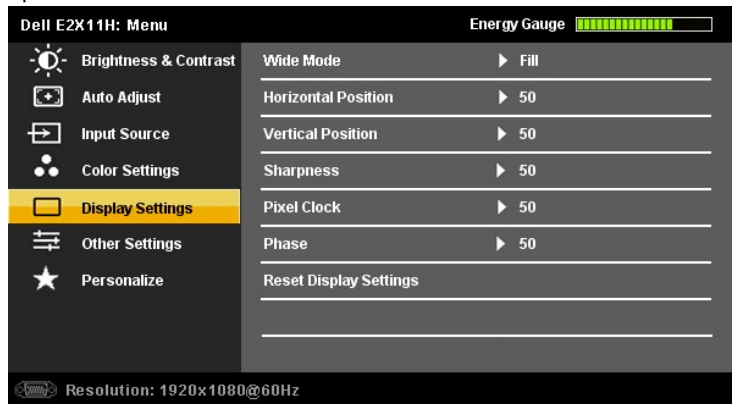 Dell E2X11H: Menu Energy Gauge
Brightness & Contrast Wide Mode Fill
Auto Adjust Horizontal Position 50
Input Source Vertical Position 50
Color Settings Sharpness 50
Display Settings Pixel Clock 50
Other Settings Phase 50
Personalize Reset Display Settings
Resolution: 1920x1080@60Hz